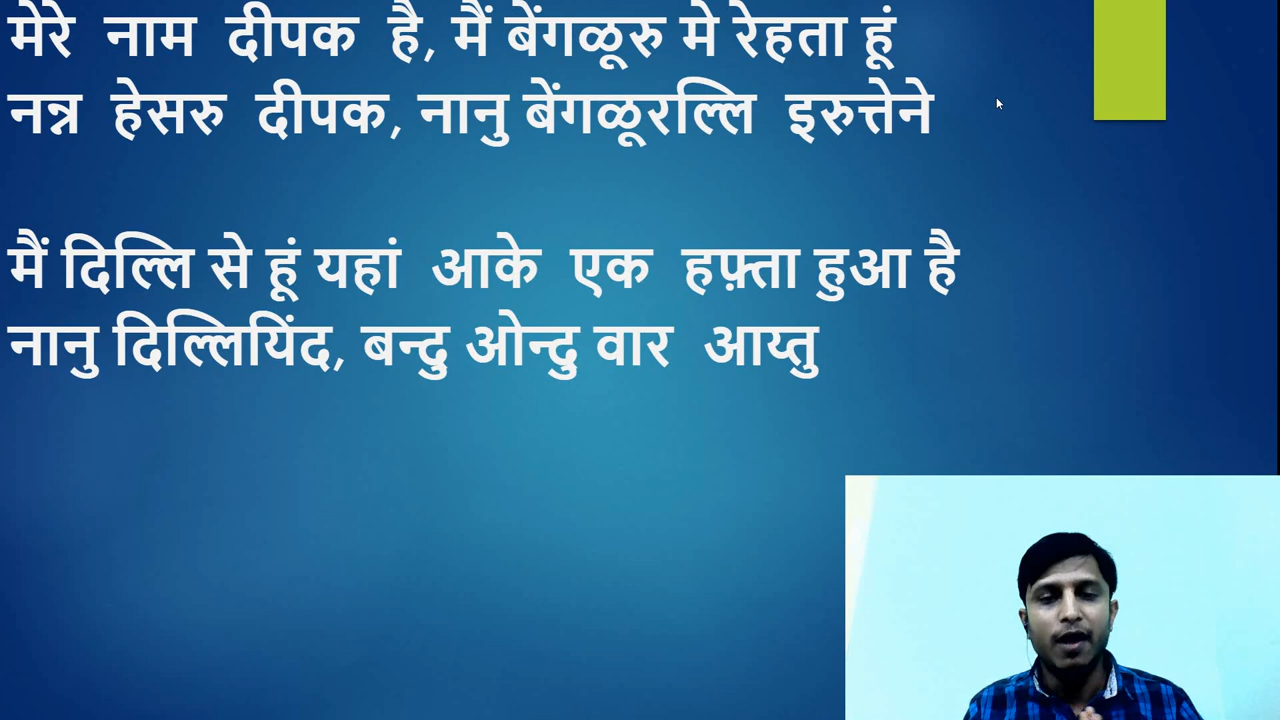 मेरे नाम दीपक है, मैं बेंगळूरु मे रेहता हूं
नन्न हेसरु दीपक, नानु बेंगळूरल्लि इरुत्तेने
मैं दिल्लि से हूं यहां आके एक हफ़्ता हुआ है
नानु दिल्लियिंद, बन्दु ओन्दु वार आय्तु